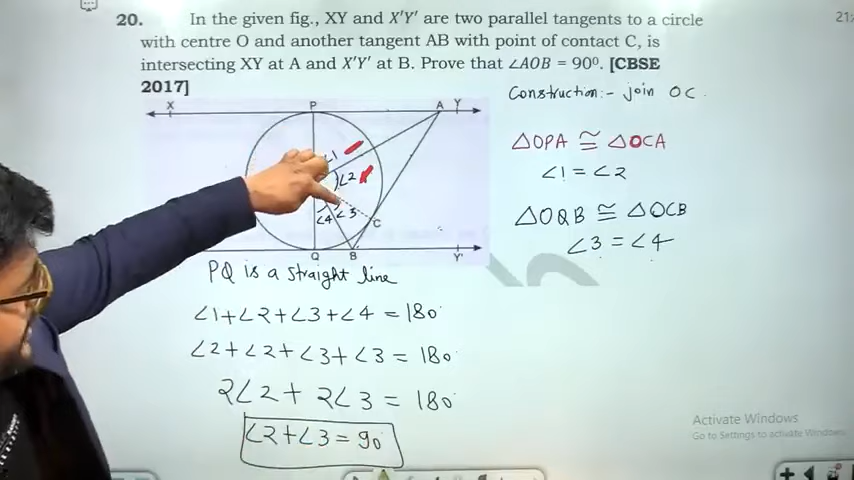 20. In the given fig., XY and X'Y' are two parallel tangents to a circle
with centre O and another tangent AB with point of contact C, is
intersecting XY at A and X'Y' at B. Prove that ∠AOB = 90⁰. [CBSE
2017]
21
Construction:- join OC
X P A Y
∠1
∠2
∠4 ∠3
C
Q B Y'
△OPA ≅ △OCA
∠1 = ∠2
△OQB ≅ △OCB
∠3 = ∠4
PQ is a straight line
∠1+∠2+∠3+∠4 = 180°
∠2+∠2+∠3+∠3 = 180°
2∠2+ 2∠3 = 180°
∠2+∠3 = 90°
Activate Windows
Go to Settings to activate Windows.